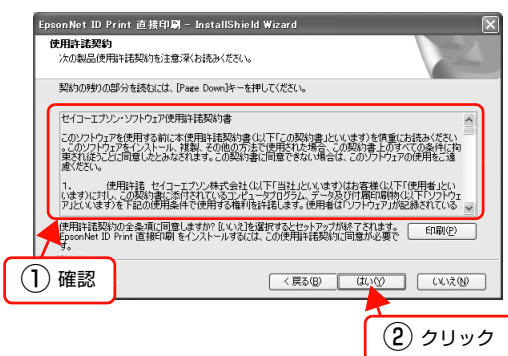 EpsonNet ID Print 直接印刷 - InstallShield Wizard
使用許諾契約
次の製品使用許諾契約を注意深くお読みください。
契約の残りの部分を読むには、[Page Down]キーを押してください。
セイコーエプソン・ソフトウェア使用許諾契約書
このソフトウェアを使用する前に本使用許諾契約書(以下「この契約書」といいます)を慎重にお読みください
。このソフトウェアをインストール、複製、その他の方法で使用された場合、この契約書上のすべての条件に拘
束され従うことに同意したとみなされます。この契約書に同意できない場合は、このソフトウェアの使用をご遠
慮ください。
1. 使用許諾 セイコーエプソン株式会社(以下「当社」といいます)はお客様(以下「使用者」とい
います)に対し、この契約書に添付されているコンピュータプログラム、データ及び付属印刷物(以下「ソフトウェ
ア」といいます)を下記の使用条件で使用する権利を許諾します。使用者は「ソフトウェア」が記録されている
使用許諾契約の全条項に同意しますか? [いいえ]を選択するとセットアップが終了されます。
EpsonNet ID Print 直接印刷 をインストールするには、この使用許諾契約に同意が必要で
す。
印刷(P)
① 確認
< 戻る(B)
はい(Y)
いいえ(N)
② クリック